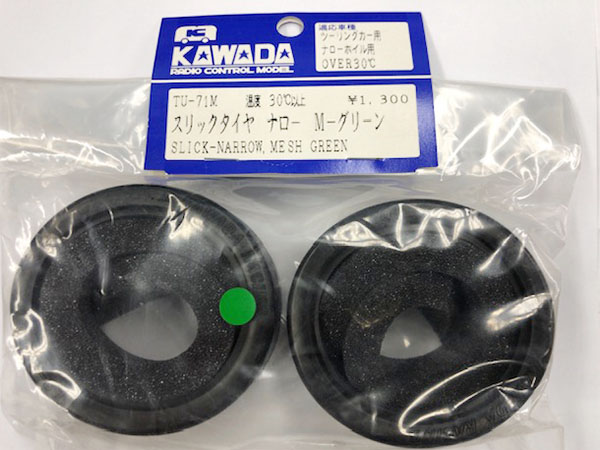 KAWADA
RADIO CONTROL MODEL
適応車種
ツーリングカー用
ナローホイル用
OVER30℃
TU-71M 温度 30℃以上 ¥1,300
スリックタイヤ ナロー M-グリーン
SLICK-NARROW, MESH GREEN